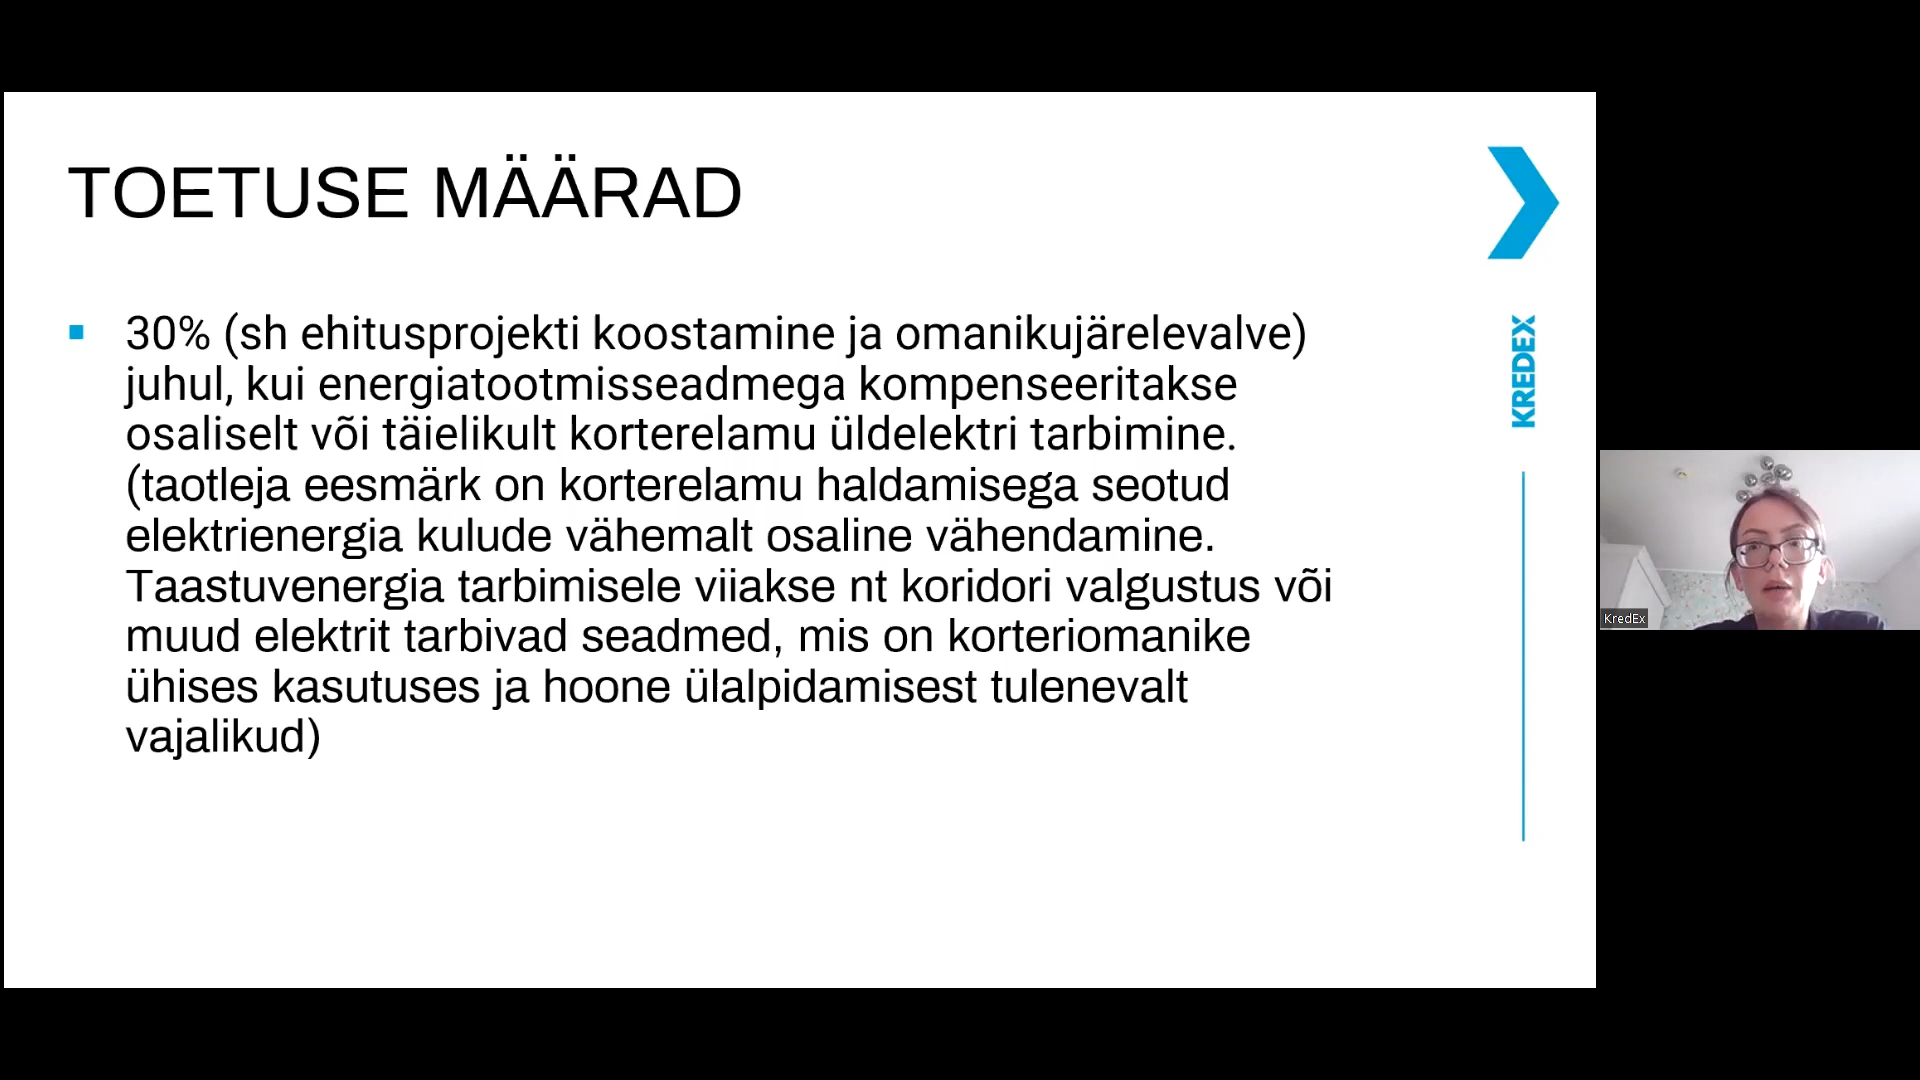 TOETUSE MÄÄRAD
30% (sh ehitusprojekti koostamine ja omanikujärelevalve)
juhul, kui energiatootmisseadmega kompenseeritakse
osaliselt või täielikult korterelamu üldelektri tarbimine.
(taotleja eesmärk on korterelamu haldamisega seotud
elektrienergia kulude vähemalt osaline vähendamine.
Taastuvenergia tarbimisele viiakse nt koridori valgustus või
muud elektrit tarbivad seadmed, mis on korteriomanike
ühises kasutuses ja hoone ülalpidamisest tulenevalt
vajalikud)
KREDEX
KredEx